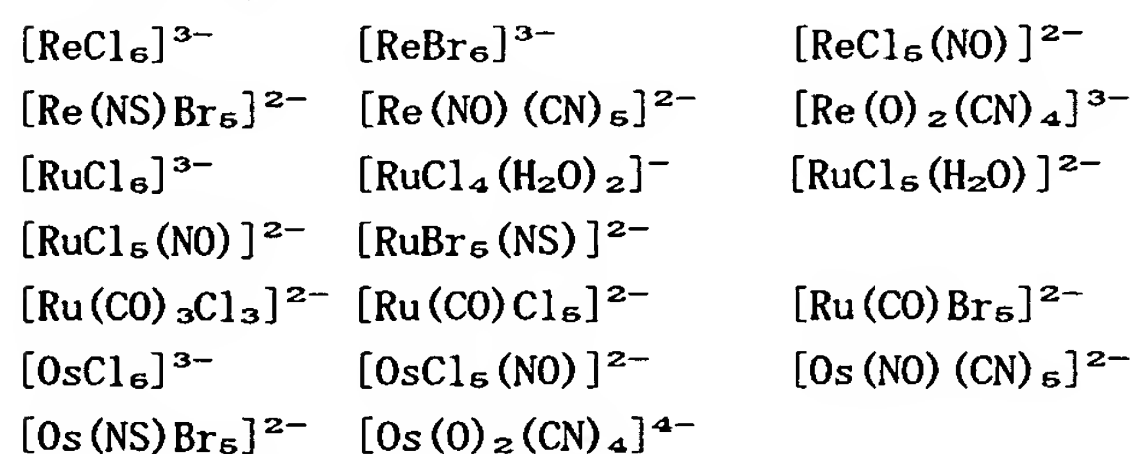 [ReCl₆]³⁻ [ReBr₆]³⁻ [ReCl₅(NO)]²⁻
[Re(NS)Br₅]²⁻ [Re(NO)(CN)₅]²⁻ [Re(O)₂(CN)₄]³⁻
[RuCl₆]³⁻ [RuCl₄(H₂O)₂]⁻ [RuCl₅(H₂O)]²⁻
[RuCl₅(NO)]²⁻ [RuBr₅(NS)]²⁻
[Ru(CO)₃Cl₃]²⁻ [Ru(CO)Cl₅]²⁻ [Ru(CO)Br₅]²⁻
[OsCl₆]³⁻ [OsCl₅(NO)]²⁻ [Os(NO)(CN)₅]²⁻
[Os(NS)Br₅]²⁻ [Os(O)₂(CN)₄]⁴⁻